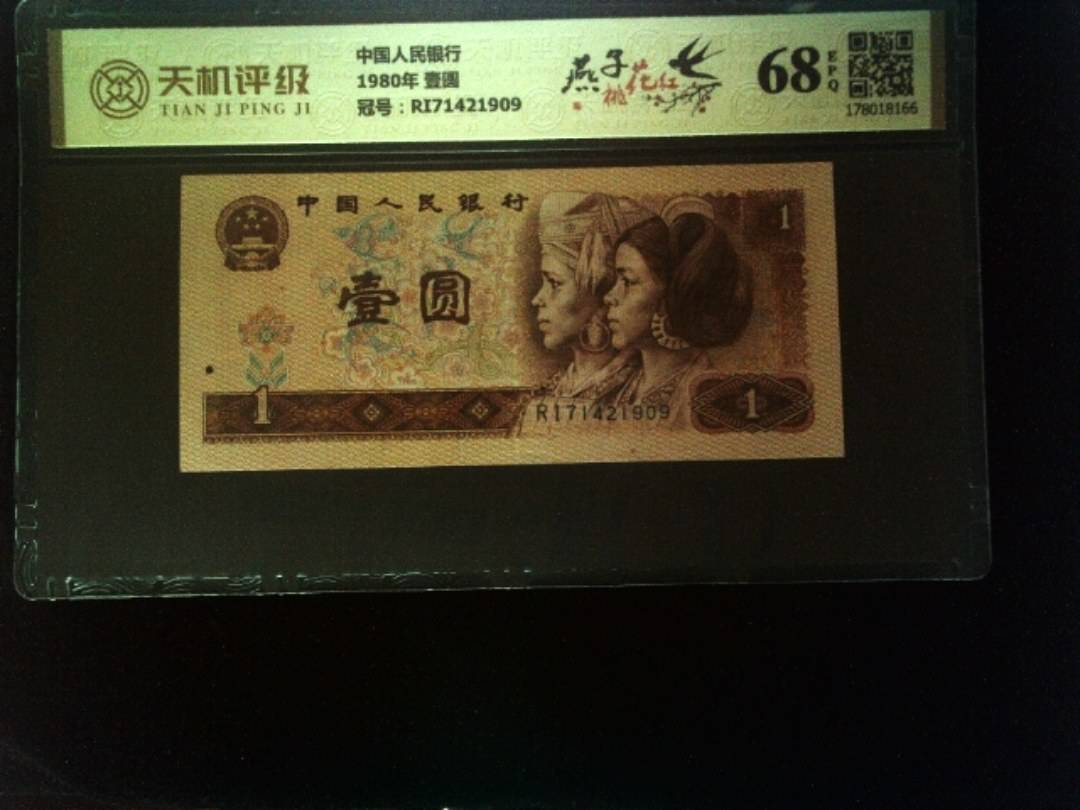 天机评级
TIAN JI PING JI
中国人民银行
1980年 壹圆
冠号：RI71421909
燕子
桃花红
68
EPQ
178018166
中国人民银行
1
壹圆
1
RI71421909
1